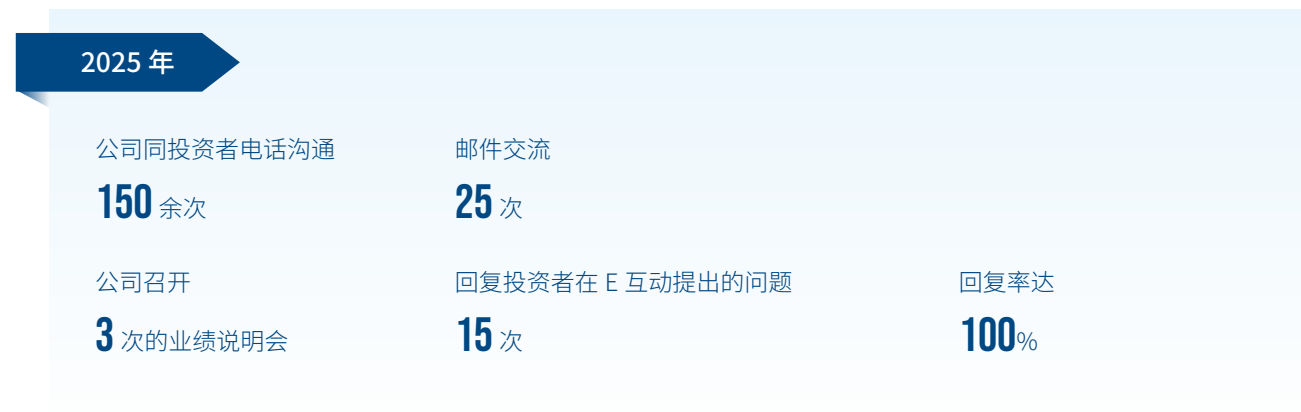 2025 年
公司同投资者电话沟通
150 余次
邮件交流
25 次
公司召开
3 次的业绩说明会
回复投资者在 E 互动提出的问题
15 次
回复率达
100%